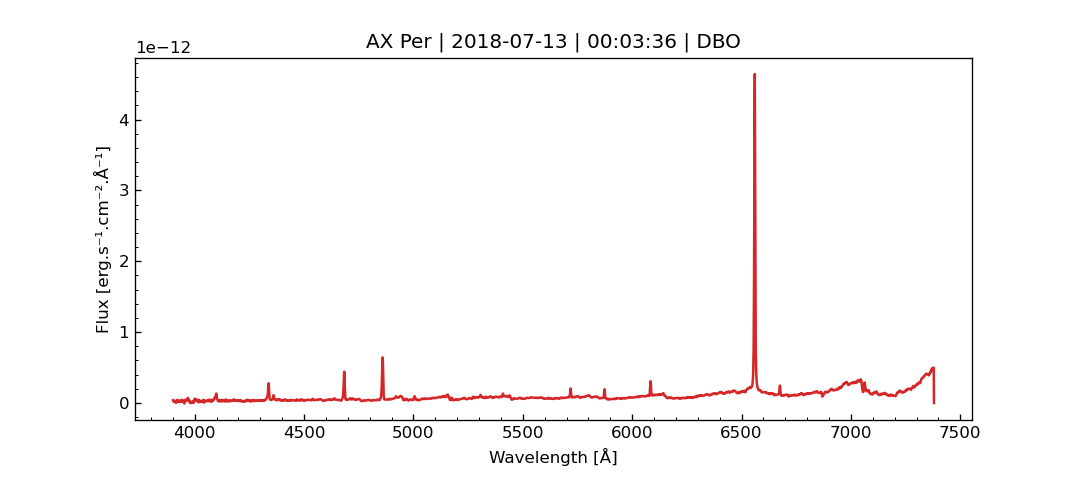 AX Per | 2018-07-13 | 00:03:36 | DBO
1e−12
4
3
2
1
0
Flux [erg.s⁻¹.cm⁻².Å⁻¹]
4000 4500 5000 5500 6000 6500 7000 7500
Wavelength [Å]